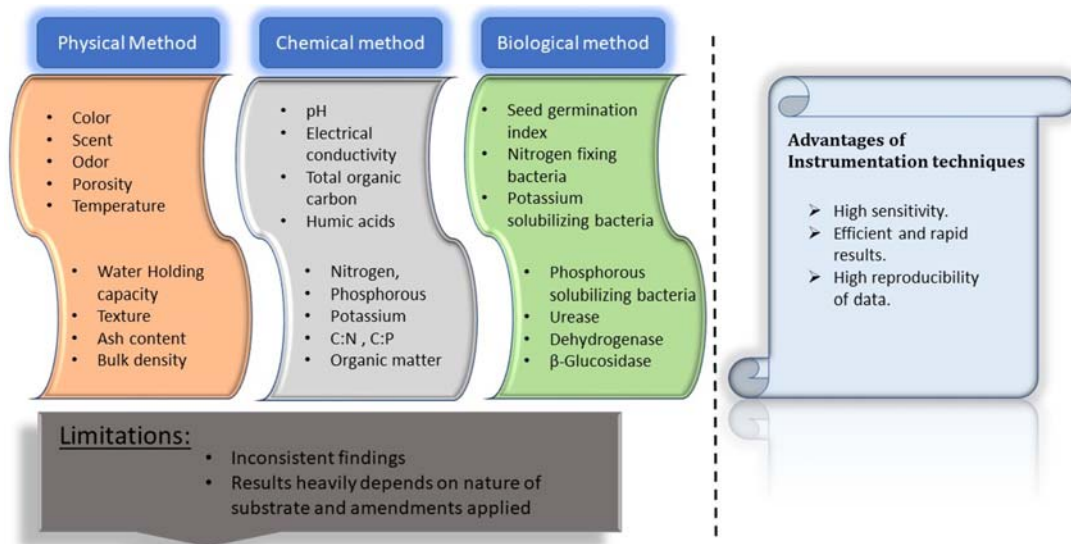 Physical Method
Color
Scent
Odor
Porosity
Temperature
Water Holding
capacity
Texture
Ash content
Bulk density
Chemical method
pH
Electrical
conductivity
Total organic
carbon
Humic acids
Nitrogen,
Phosphorous
Potassium
C:N , C:P
Organic matter
Biological method
Seed germination
index
Nitrogen fixing
bacteria
Potassium
solubilizing bacteria
Phosphorous
solubilizing bacteria
Urease
Dehydrogenase
β-Glucosidase
Limitations:
Inconsistent findings
Results heavily depends on nature of
substrate and amendments applied
Advantages of
Instrumentation techniques
High sensitivity.
Efficient and rapid
results.
High reproducibility
of data.